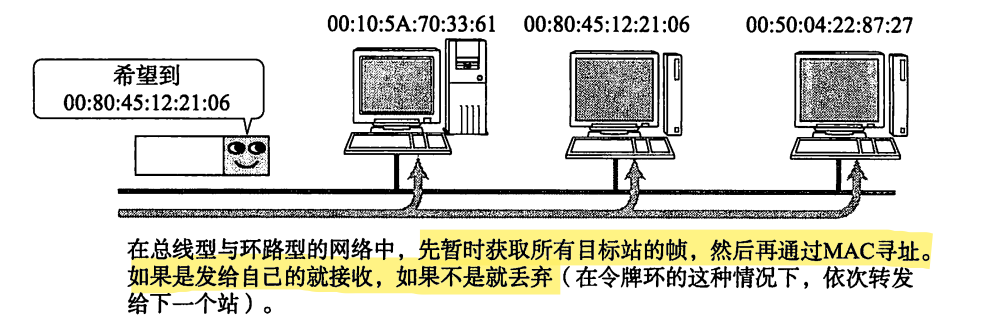 00:10:5A:70:33:61 00:80:45:12:21:06 00:50:04:22:87:27
希望到
00:80:45:12:21:06
在总线型与环路型的网络中，先暂时获取所有目标站的帧，然后再通过MAC寻址。
如果是发给自己的就接收，如果不是就丢弃（在令牌环的这种情况下，依次转发
给下一个站）。